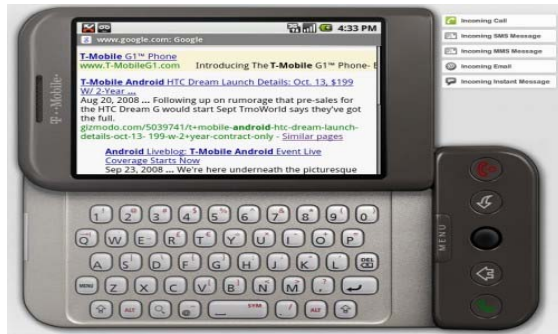 4:33 PM
www.google.com: Google
T-Mobile G1™ Phone
www.T-MobileG1.com Introducing The T-Mobile G1™ Phone- E
T-Mobile Android HTC Dream Launch Details: Oct. 13, $199
W/ 2-Year ...
Aug 20, 2008 ... Following up on rumorage that pre-sales for
the HTC Dream G would start Sept TmoWorld says they've got
the full.
gizmodo.com/5039741/t+mobile-android-htc-dream-launch-
details-oct-13- 199-w-2+year-contract-only - Similar pages
Android Liveblog: T-Mobile Android Event Live
Coverage Starts Now
Sep 23, 2008 ... We're here underneath the picturesque
Incoming Call
Incoming SMS Message
Incoming MMS Message
Incoming Email
Incoming Instant Message
T··Mobile·
MENU
1 2 3 4 5 6 7 8 9 0
Q W E R T Y U I O P
A S D F G H J K L DEL
MENU Z X C V B N M . 
ALT @ SYM / ALT